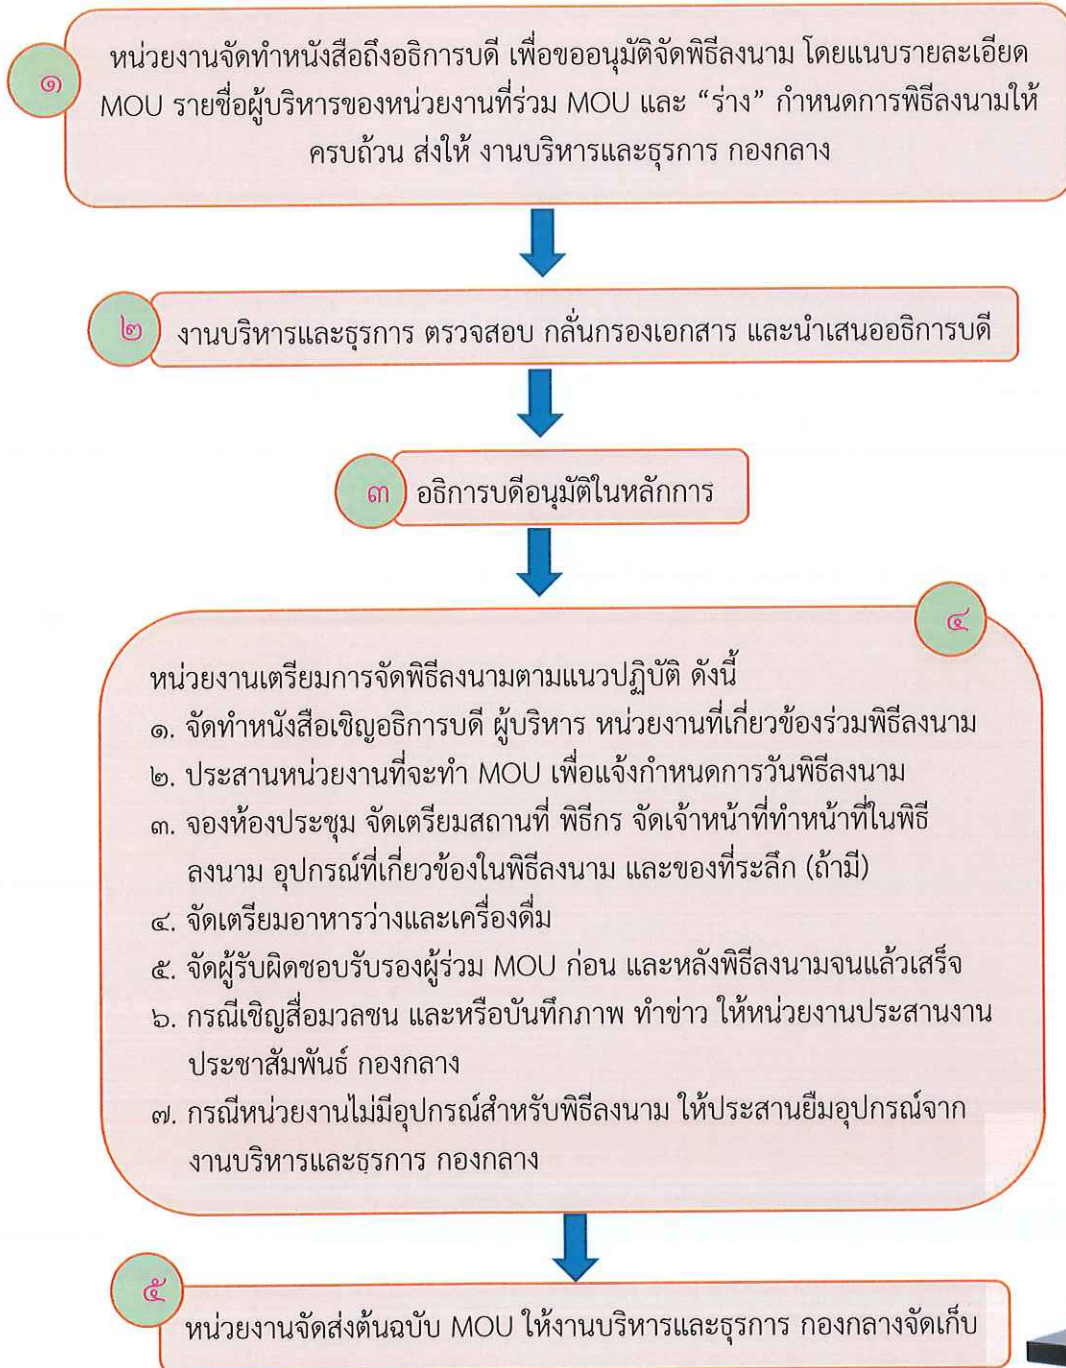 ๑
หน่วยงานจัดทำหนังสือถึงอธิการบดี เพื่อขออนุมัติจัดพิธีลงนาม โดยแนบรายละเอียด
MOU รายชื่อผู้บริหารของหน่วยงานที่ร่วม MOU และ “ร่าง” กำหนดการพิธีลงนามให้
ครบถ้วน ส่งให้ งานบริหารและธุรการ กองกลาง
๒
งานบริหารและธุรการ ตรวจสอบ กลั่นกรองเอกสาร และนำเสนออธิการบดี
๓
อธิการบดีอนุมัติในหลักการ
๔
หน่วยงานเตรียมการจัดพิธีลงนามตามแนวปฏิบัติ ดังนี้
๑. จัดทำหนังสือเชิญอธิการบดี ผู้บริหาร หน่วยงานที่เกี่ยวข้องร่วมพิธีลงนาม
๒. ประสานหน่วยงานที่จะทำ MOU เพื่อแจ้งกำหนดการวันพิธีลงนาม
๓. จองห้องประชุม จัดเตรียมสถานที่ พิธีกร จัดเจ้าหน้าที่ทำหน้าที่ในพิธี
ลงนาม อุปกรณ์ที่เกี่ยวข้องในพิธีลงนาม และของที่ระลึก (ถ้ามี)
๔. จัดเตรียมอาหารว่างและเครื่องดื่ม
๕. จัดผู้รับผิดชอบรับรองผู้ร่วม MOU ก่อน และหลังพิธีลงนามจนแล้วเสร็จ
๖. กรณีเชิญสื่อมวลชน และหรือบันทึกภาพ ทำข่าว ให้หน่วยงานประสานงาน
ประชาสัมพันธ์ กองกลาง
๗. กรณีหน่วยงานไม่มีอุปกรณ์สำหรับพิธีลงนาม ให้ประสานยืมอุปกรณ์จาก
งานบริหารและธุรการ กองกลาง
๕
หน่วยงานจัดส่งต้นฉบับ MOU ให้งานบริหารและธุรการ กองกลางจัดเก็บ